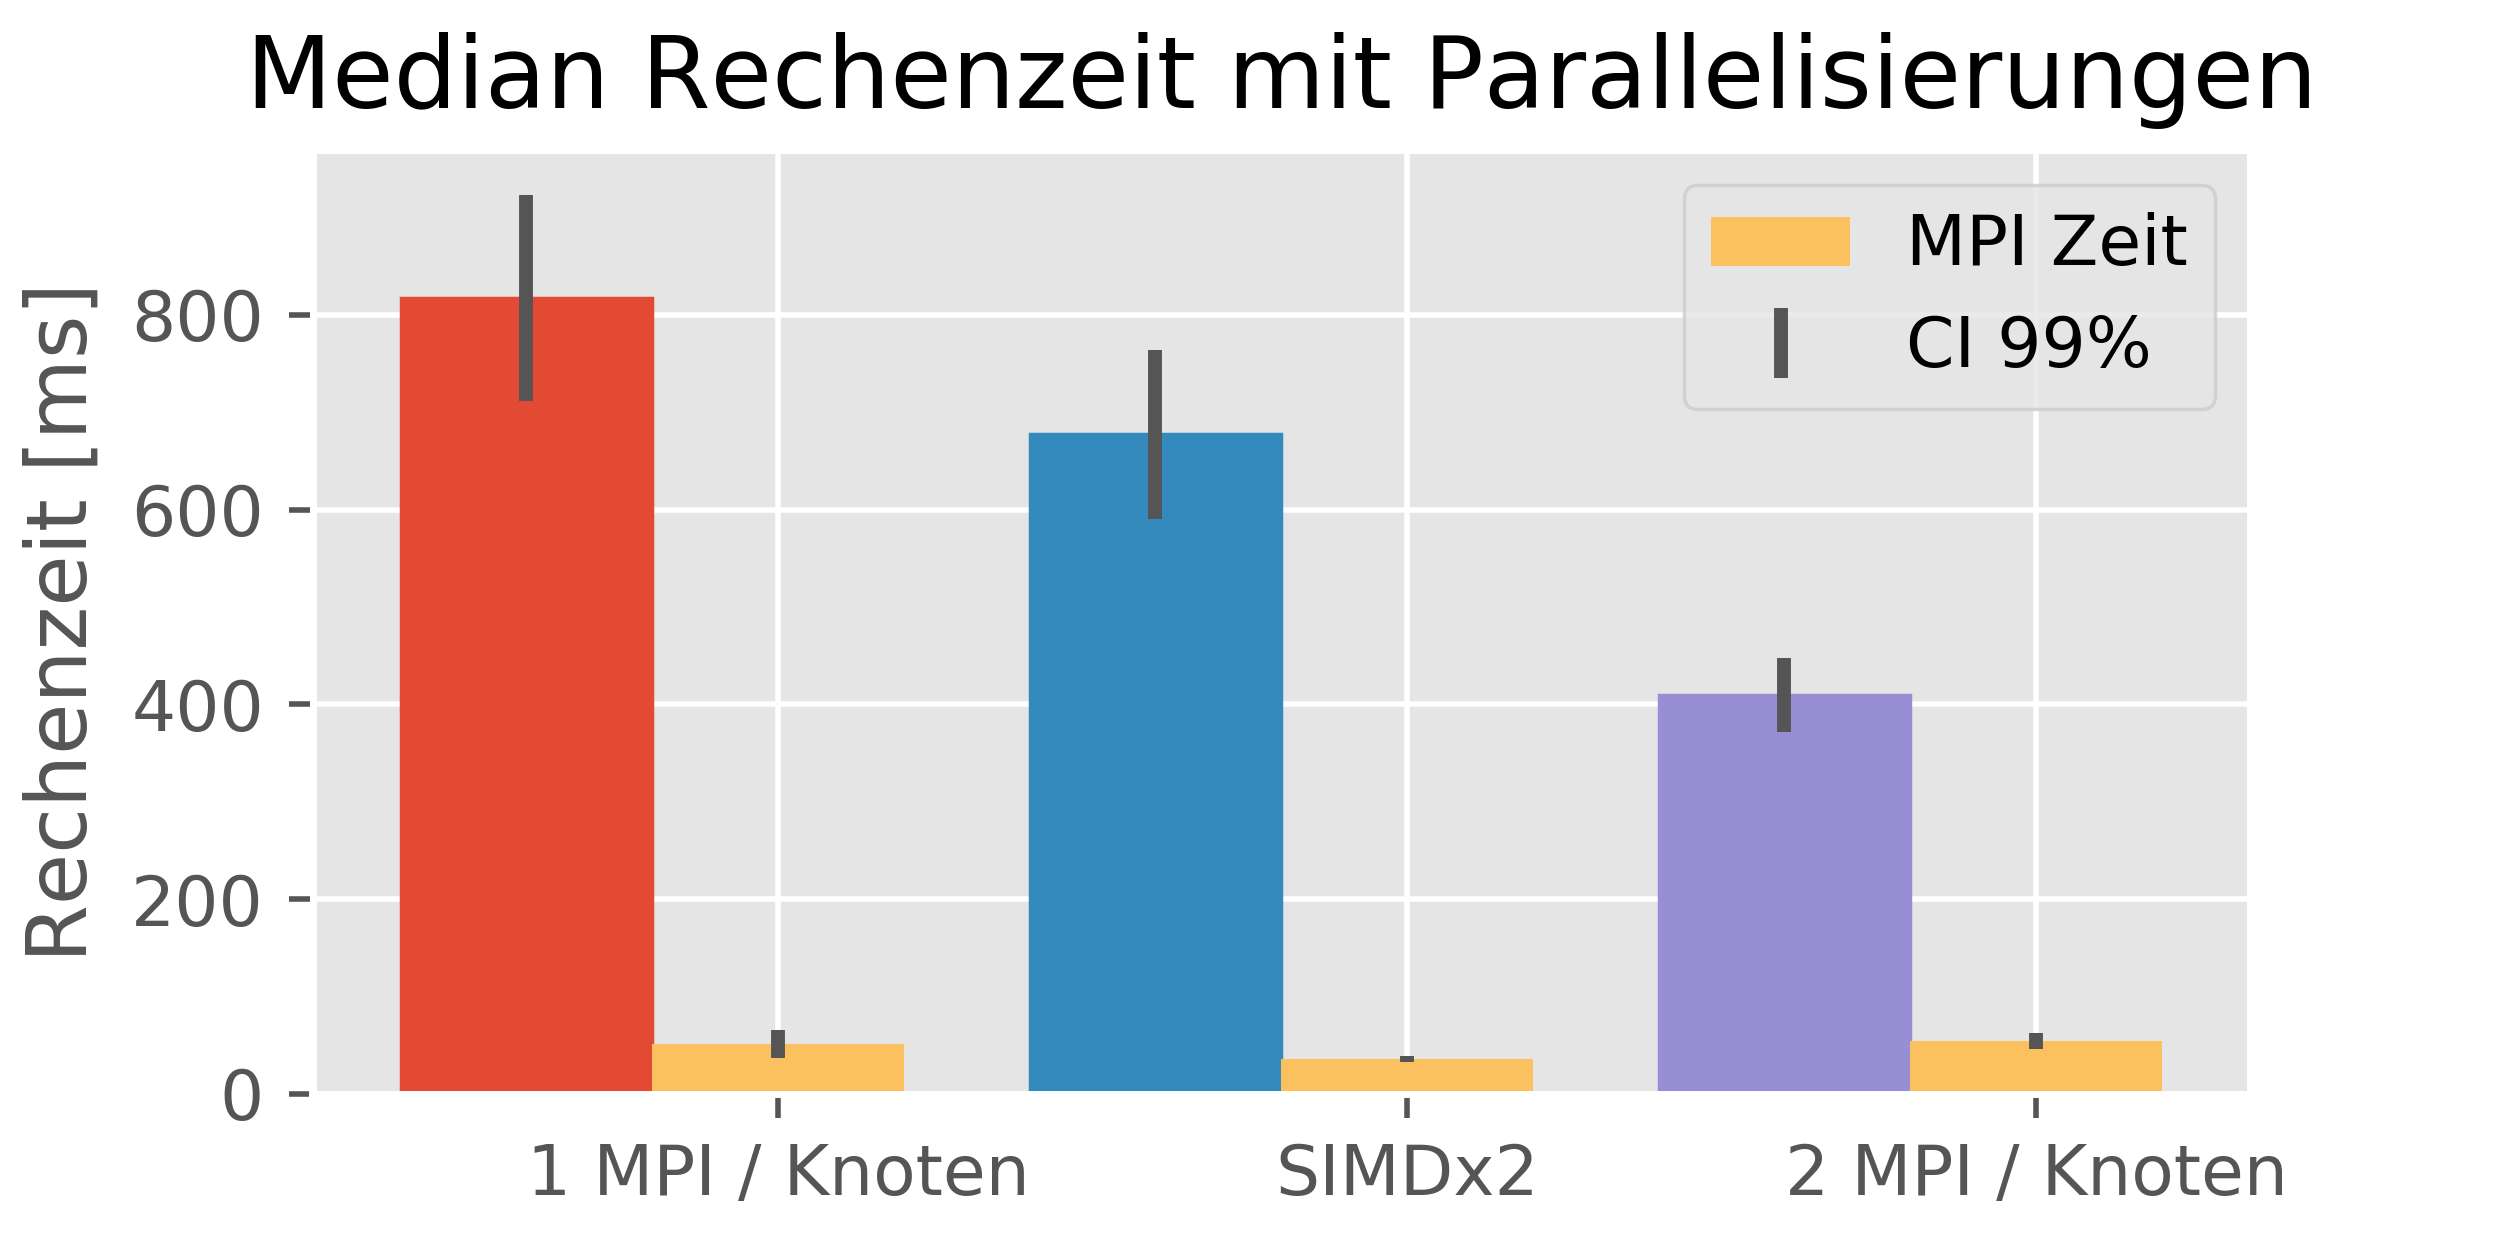 Median Rechenzeit mit Parallelisierungen
Rechenzeit [ms]
800
600
400
200
0
MPI Zeit
CI 99%
1 MPI / Knoten
SIMDx2
2 MPI / Knoten